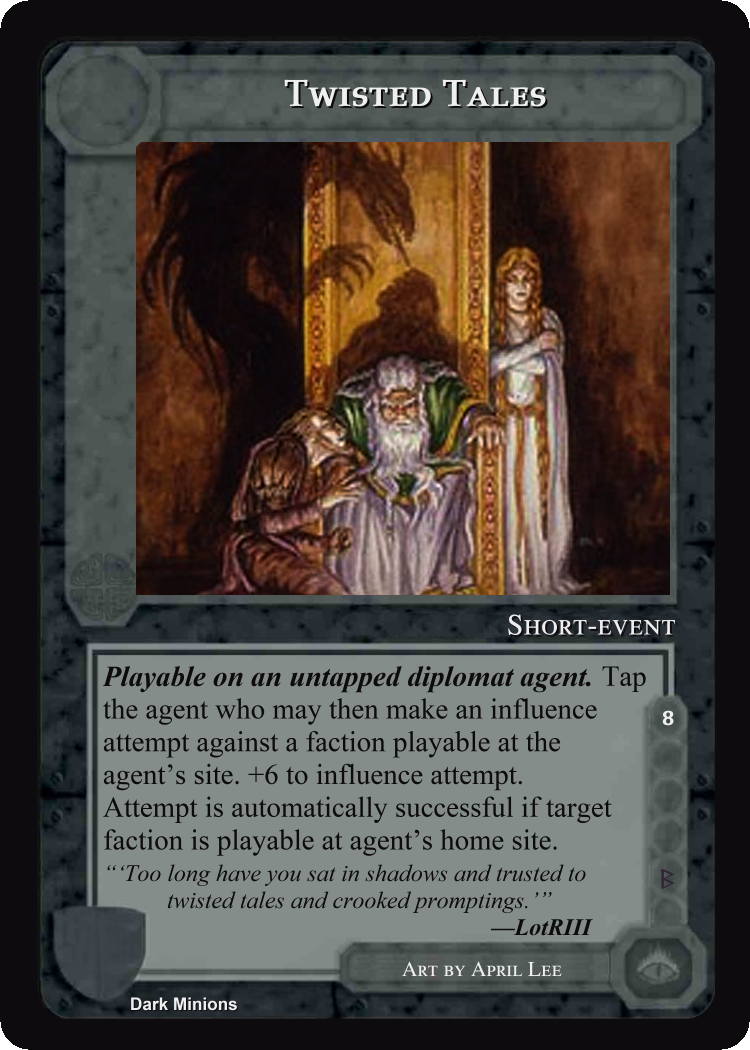 Twisted Tales
Short-event
Playable on an untapped diplomat agent. Tap
the agent who may then make an influence
attempt against a faction playable at the
agent’s site. +6 to influence attempt.
Attempt is automatically successful if target
faction is playable at agent’s home site.
8
“‘Too long have you sat in shadows and trusted to
twisted tales and crooked promptings.’”
—LotRIII
Art by April Lee
Dark Minions